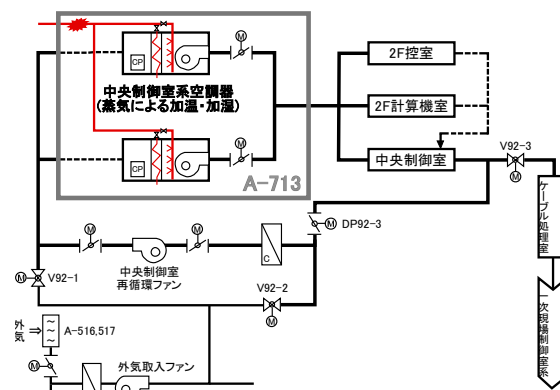 M
2F控室
CP
中央制御室系空調器
(蒸気による加温・加湿)
2F計算機室
M
V92-3
中央制御室
CP
M
A-713
ケーブル処理室
M DP92-3
M
M
C
中央制御室
再循環ファン
M V92-1
V92-2
M
一次現場制御室系
外気
A-516,517
M
外気取入ファン